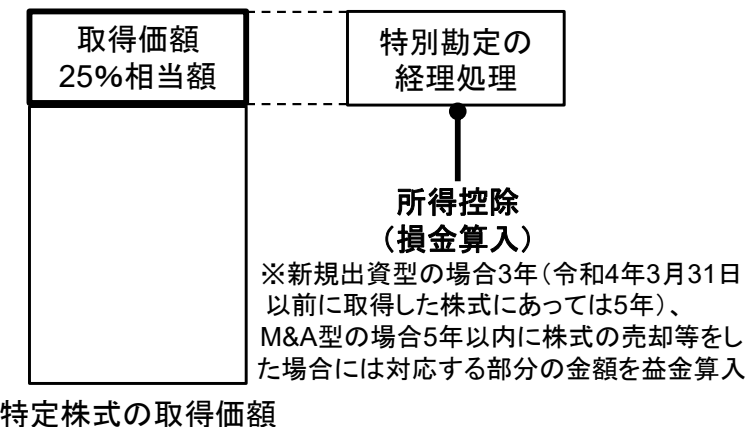 取得価額
25%相当額
特別勘定の
経理処理
所得控除
（損金算入）
※新規出資型の場合3年（令和4年3月31日
以前に取得した株式にあっては5年）、
M&A型の場合5年以内に株式の売却等をし
た場合には対応する部分の金額を益金算入
特定株式の取得価額